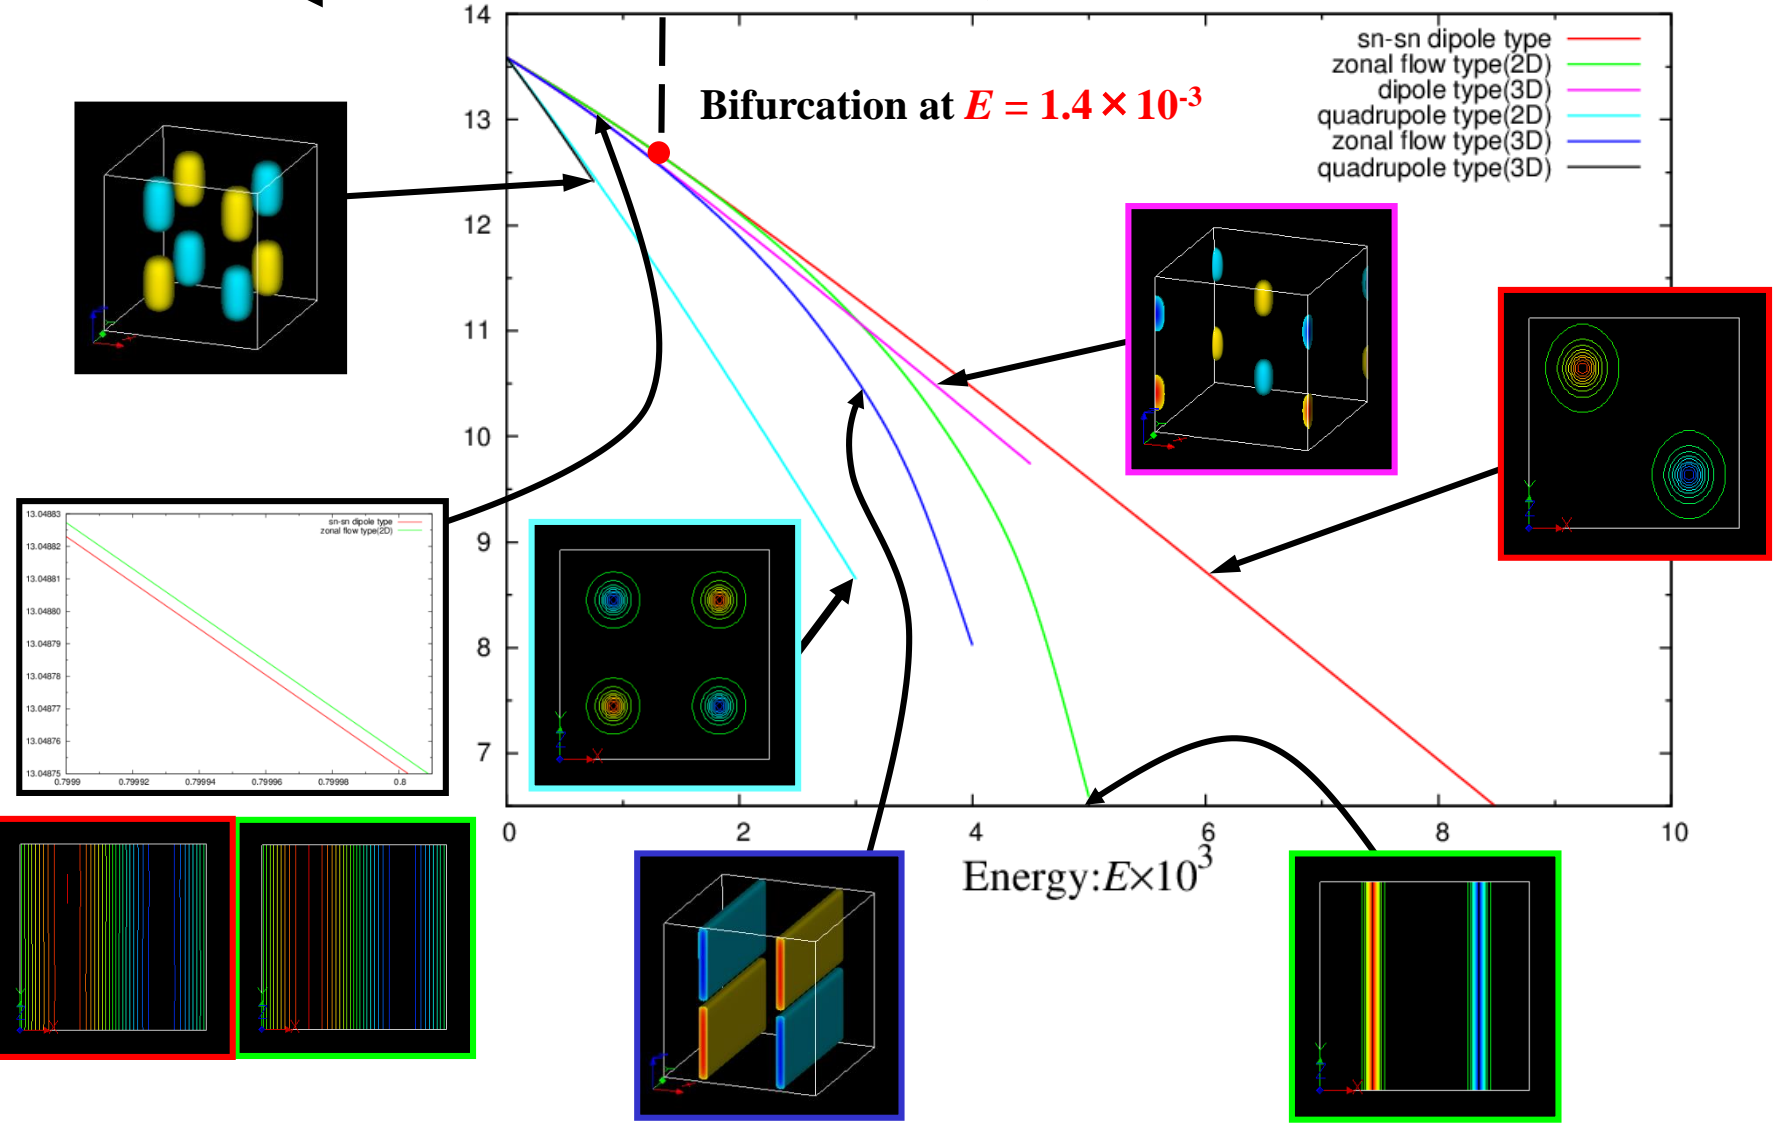 14
13
12
11
10
9
8
7
0
2
4
6
8
10
Energy:E×10³
Bifurcation at E = 1.4×10⁻³
sn-sn dipole type
zonal flow type(2D)
dipole type(3D)
quadrupole type(2D)
zonal flow type(3D)
quadrupole type(3D)
13.04883
13.04882
13.04881
13.04880
13.04879
13.04878
13.04877
13.04876
13.04875
0.7999
0.79992
0.79994
0.79996
0.79998
0.8
sn-sn dipole type
zonal flow type(2D)
Y
X
Y
X
Y
X
Y
X
Y
X